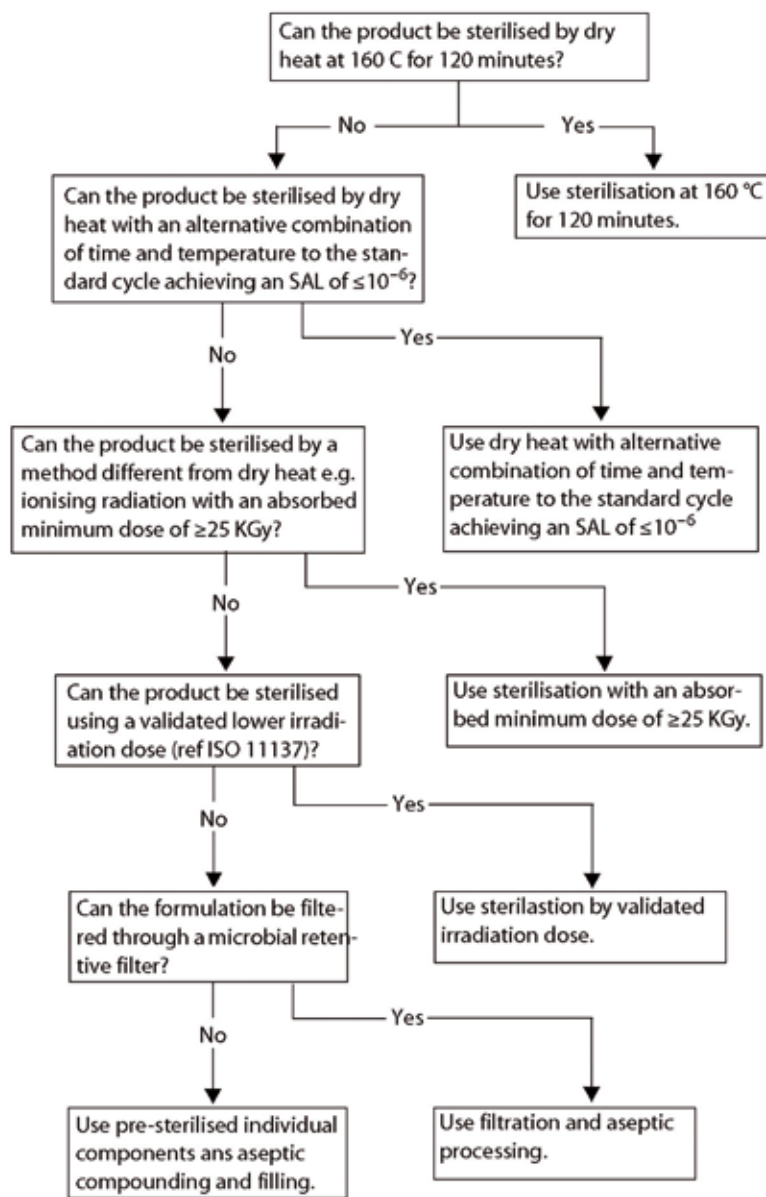 Can the product be sterilised by dry
heat at 160 C for 120 minutes?
No
Yes
Can the product be sterilised by dry
heat with an alternative combination
of time and temperature to the stan-
dard cycle achieving an SAL of ≤10⁻⁶?
Use sterilisation at 160 °C
for 120 minutes.
No
Yes
Can the product be sterilised by a
method different from dry heat e.g.
ionising radiation with an absorbed
minimum dose of ≥25 KGy?
Use dry heat with alternative
combination of time and tem-
perature to the standard cycle
achieving an SAL of ≤10⁻⁶
No
Yes
Can the product be sterilised
using a validated lower irradi-
ation dose (ref ISO 11137)?
Use sterilisation with an absor-
bed minimum dose of ≥25 KGy.
No
Yes
Can the formulation be filte-
red through a microbial reten-
tive filter?
Use sterilastion by validated
irradiation dose.
No
Yes
Use pre-sterilised individual
components ans aseptic
compounding and filling.
Use filtration and aseptic
processing.